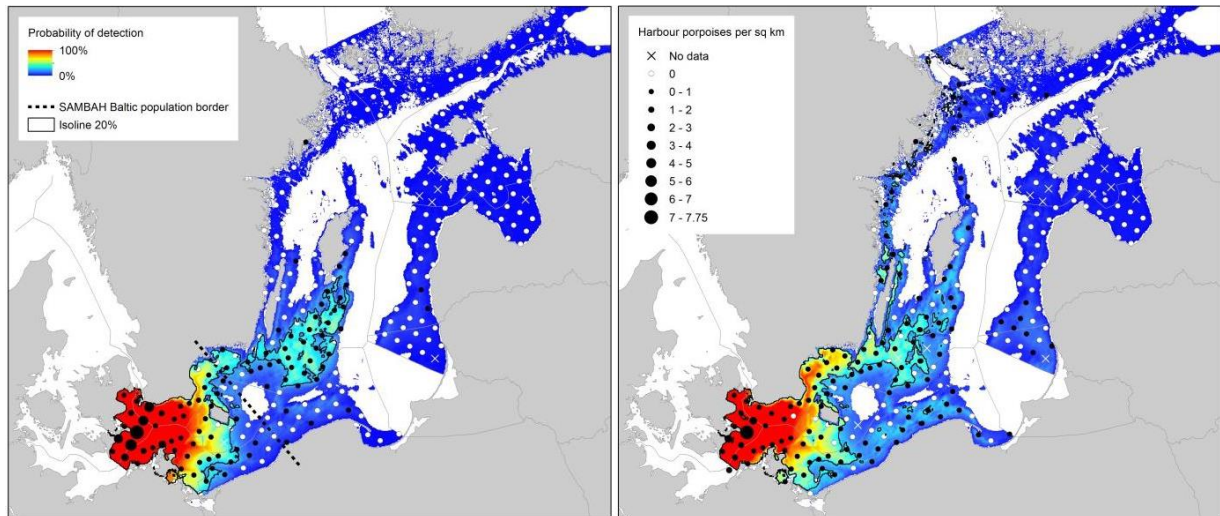 Probability of detection
100%
0%
SAMBAH Baltic population border
Isoline 20%
Harbour porpoises per sq km
No data
0
0 - 1
1 - 2
2 - 3
3 - 4
4 - 5
5 - 6
6 - 7
7 - 7.75